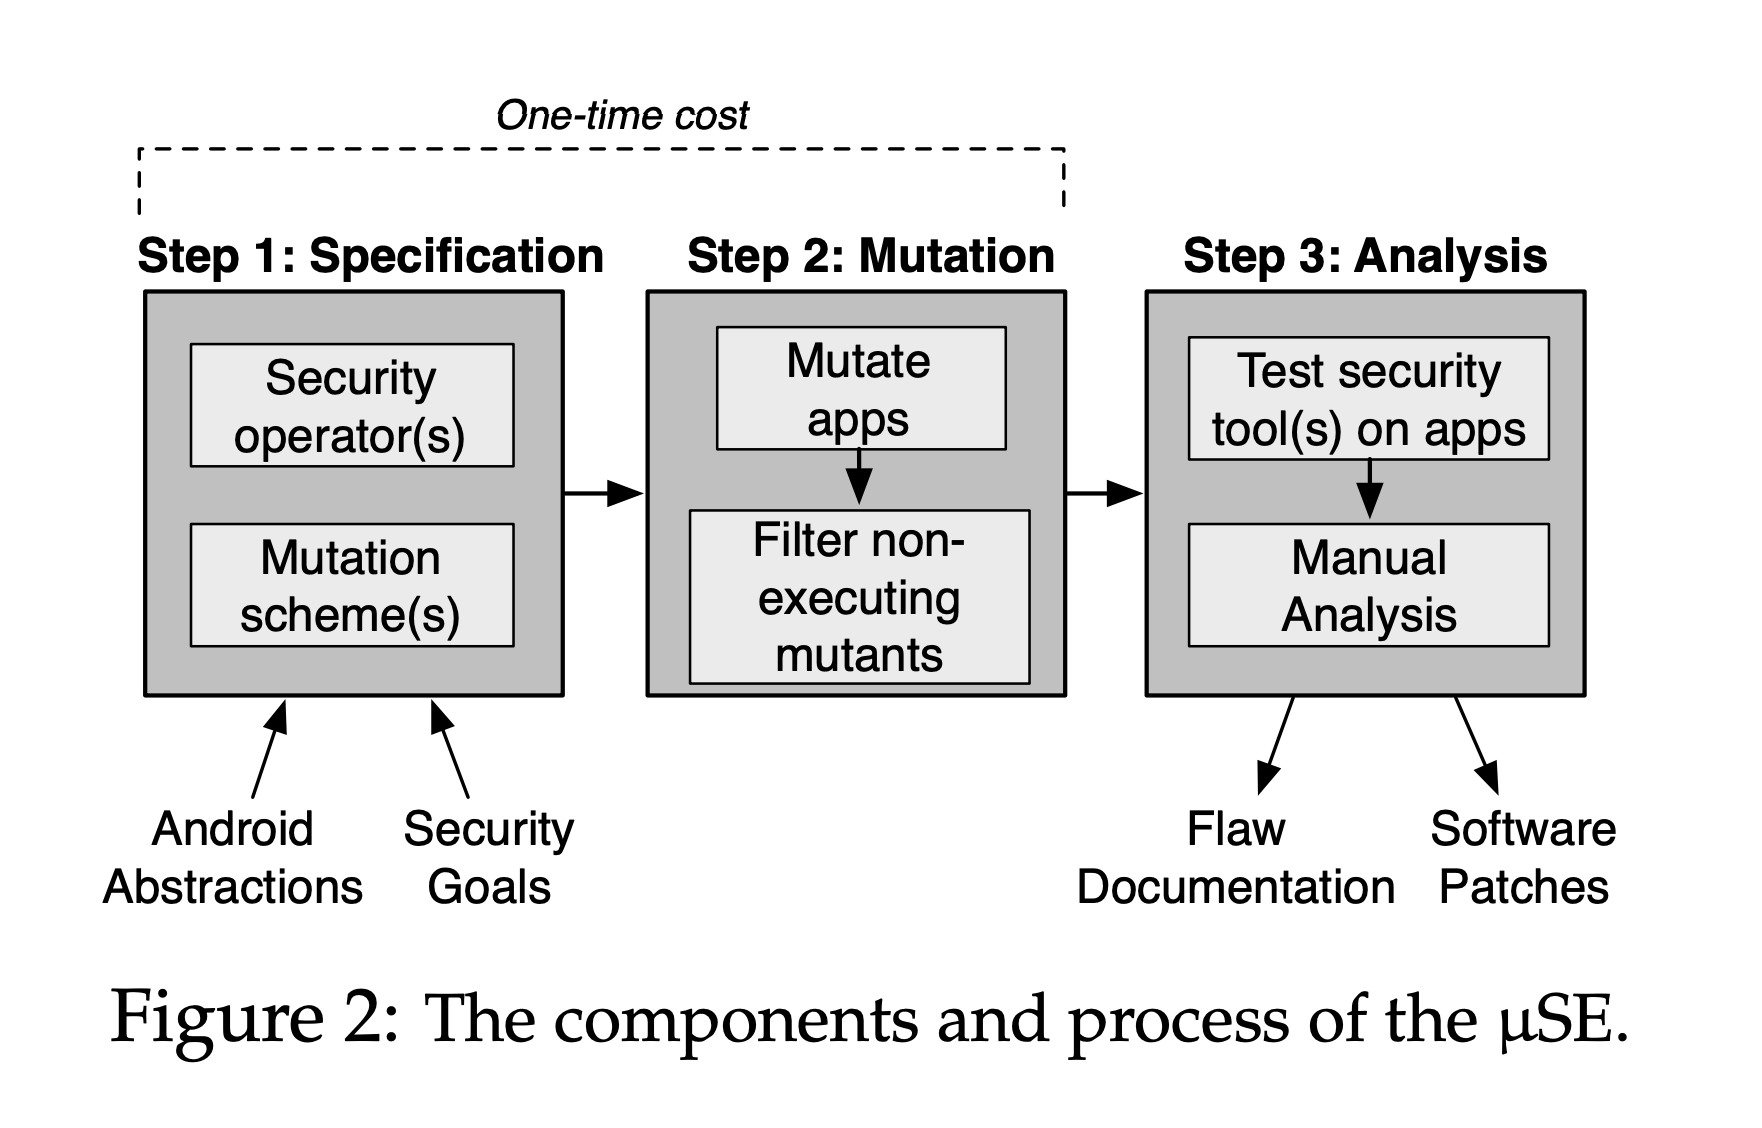 One-time cost
Step 1: Specification
Security
operator(s)
Mutation
scheme(s)
Android
Abstractions
Security
Goals
Step 2: Mutation
Mutate
apps
Filter non-
executing
mutants
Step 3: Analysis
Test security
tool(s) on apps
Manual
Analysis
Flaw
Documentation
Software
Patches
Figure 2: The components and process of the μSE.